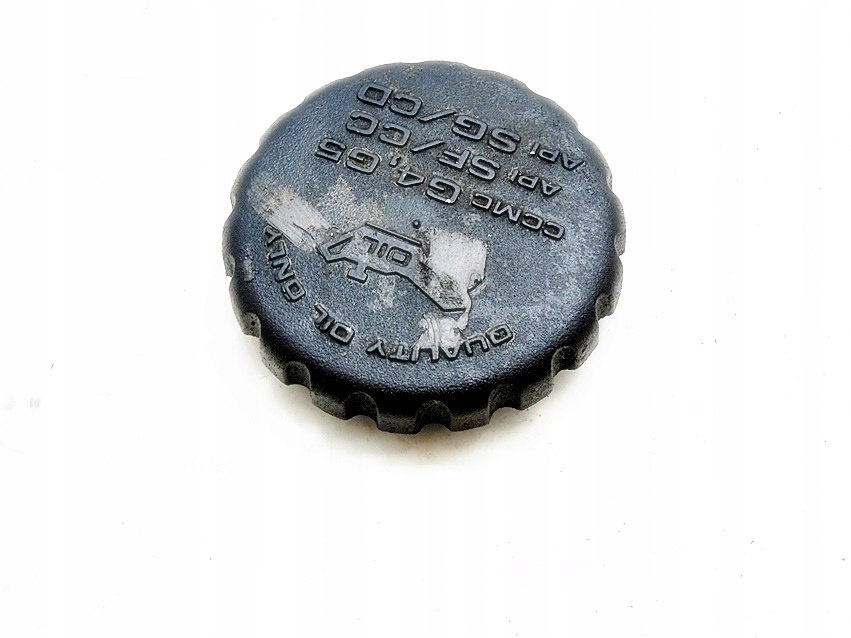 QUALITY OIL ONLY
OIL
CCMC G4, G5
API SF/CC
API SG/CD